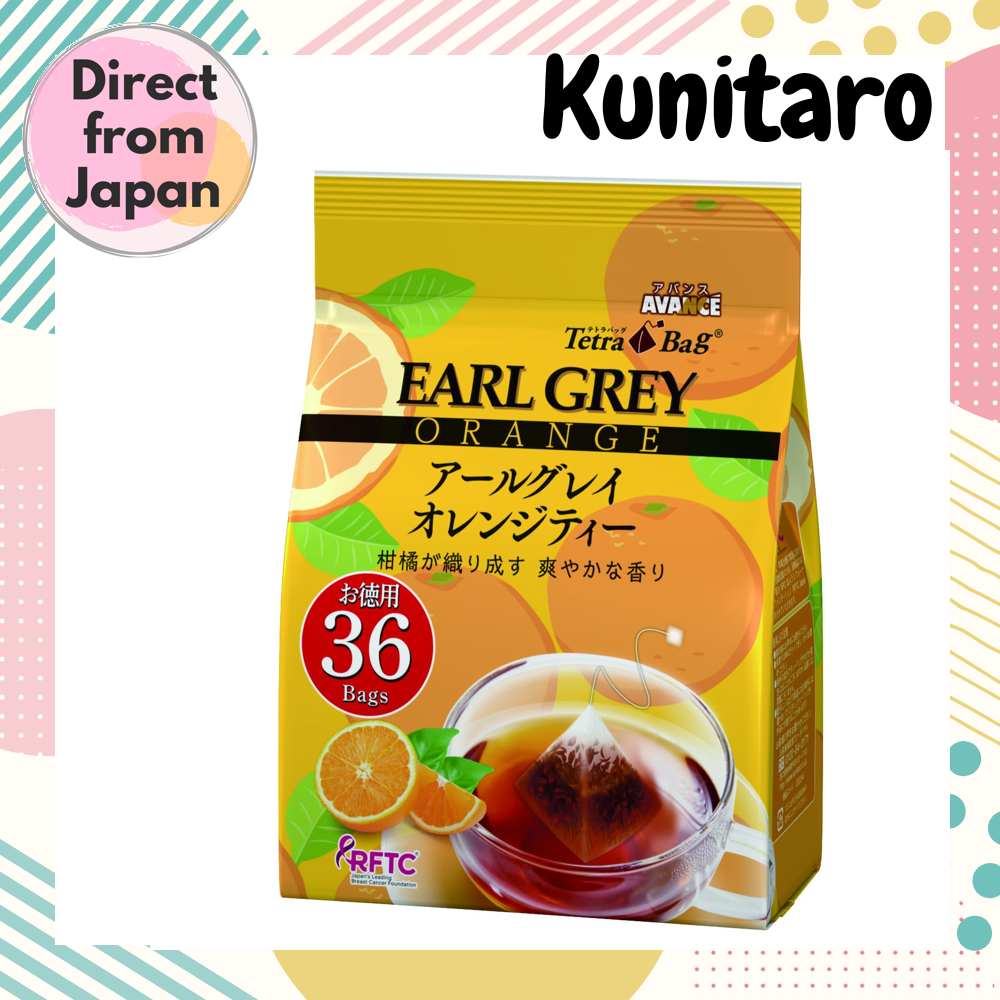 Direct
from
Japan
Kunitaro
アバンス
AVANCE
テトラバッグ
Tetra Bag®
EARL GREY
ORANGE
アールグレイ
オレンジティー
柑橘が織り成す 爽やかな香り
お徳用
36
Bags
RFTC
Japan's Leading
Breast Cancer Foundation